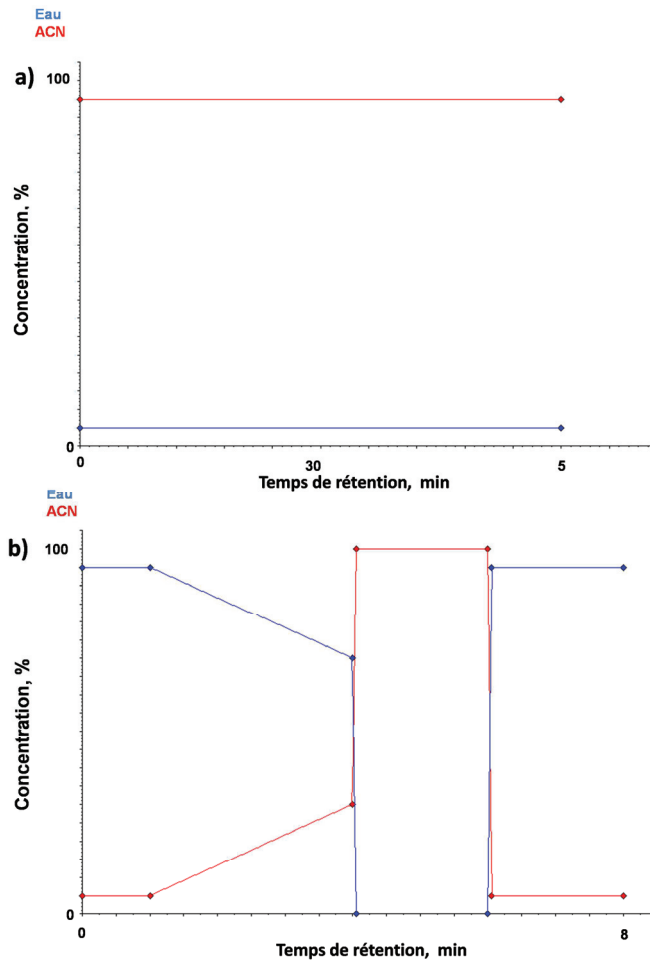 Eau
ACN
a)
100
Concentration, %
0
0 30 5
Temps de rétention, min
Eau
ACN
b)
100
Concentration, %
0
0 8
Temps de rétention, min